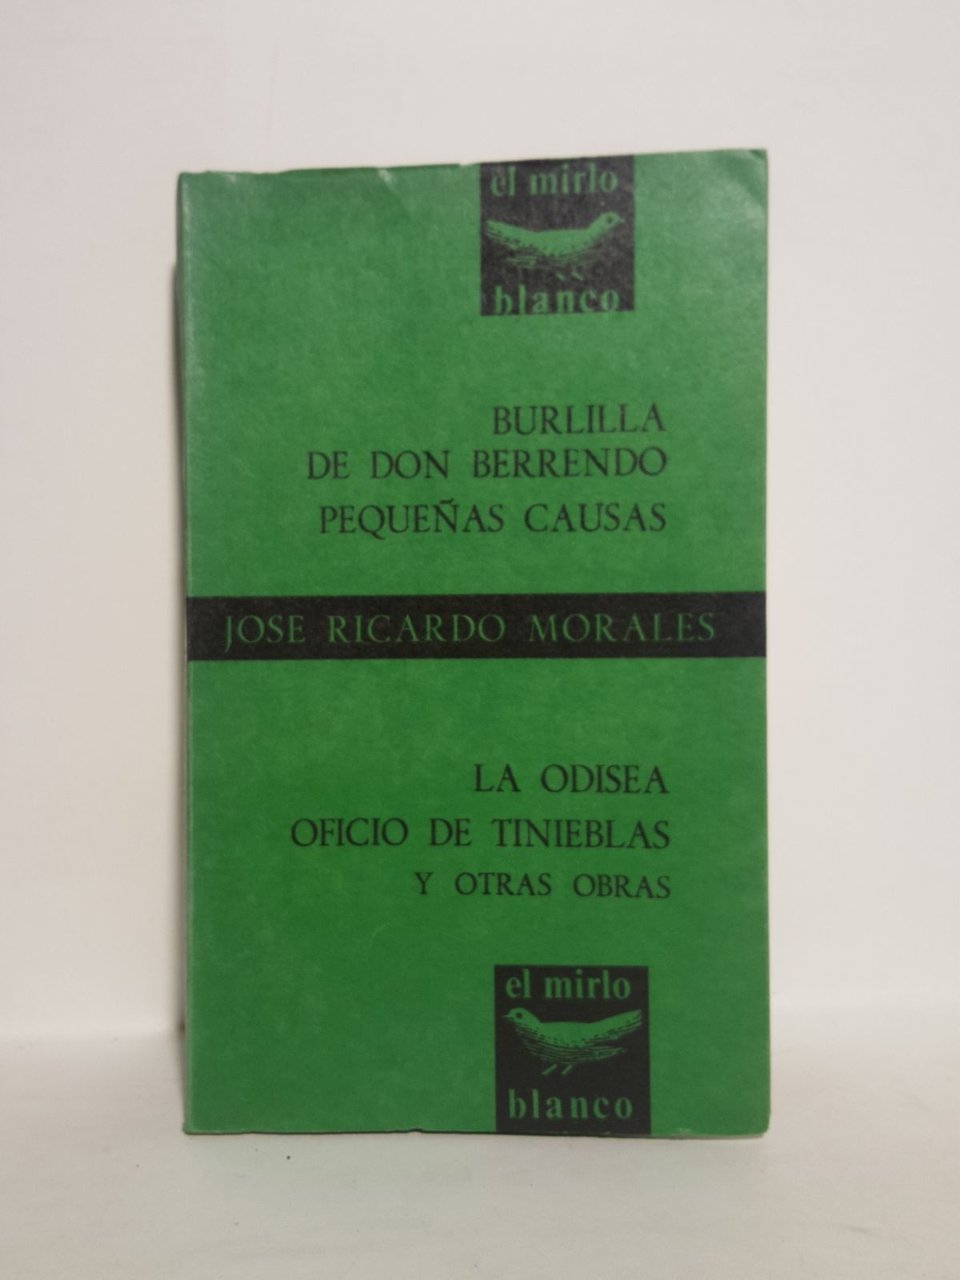 el mirlo
blanco
BURLILLA
DE DON BERRENDO
PEQUEÑAS CAUSAS
JOSE RICARDO MORALES
LA ODISEA
OFICIO DE TINIEBLAS
Y OTRAS OBRAS
el mirlo
blanco